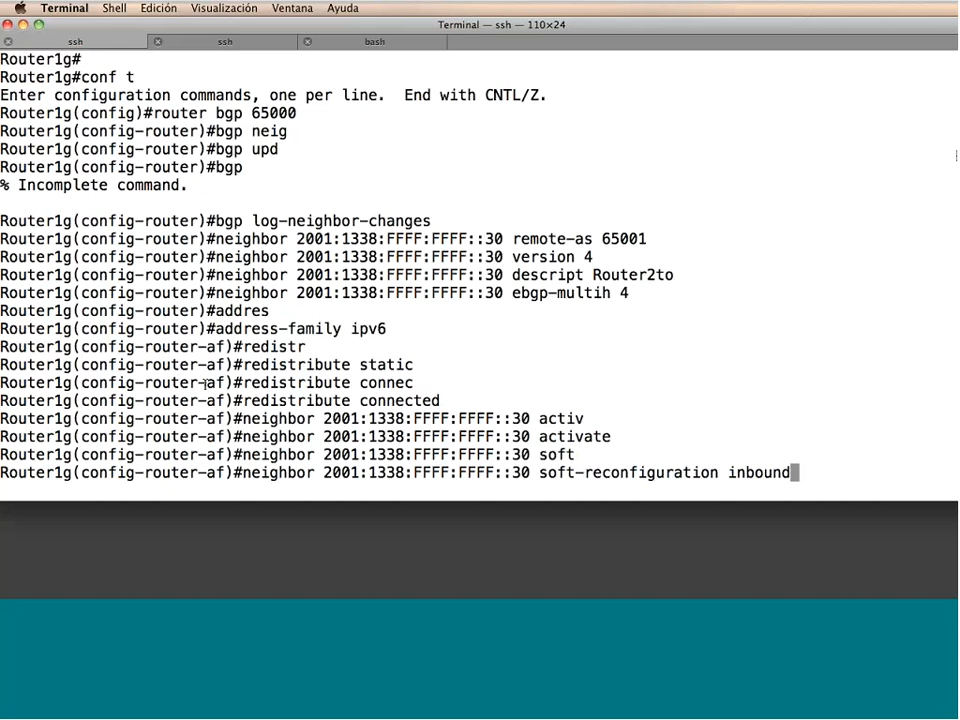 Terminal Shell Edición Visualización Ventana Ayuda
Terminal — ssh — 110×24
ssh ssh bash
Router1g#
Router1g#conf t
Enter configuration commands, one per line.  End with CNTL/Z.
Router1g(config)#router bgp 65000
Router1g(config-router)#bgp neig
Router1g(config-router)#bgp upd
Router1g(config-router)#bgp
% Incomplete command.
Router1g(config-router)#bgp log-neighbor-changes
Router1g(config-router)#neighbor 2001:1338:FFFF:FFFF::30 remote-as 65001
Router1g(config-router)#neighbor 2001:1338:FFFF:FFFF::30 version 4
Router1g(config-router)#neighbor 2001:1338:FFFF:FFFF::30 descript Router2to
Router1g(config-router)#neighbor 2001:1338:FFFF:FFFF::30 ebgp-multih 4
Router1g(config-router)#addres
Router1g(config-router)#address-family ipv6
Router1g(config-router-af)#redistr
Router1g(config-router-af)#redistribute static
Router1g(config-router-af)#redistribute connec
Router1g(config-router-af)#redistribute connected
Router1g(config-router-af)#neighbor 2001:1338:FFFF:FFFF::30 activ
Router1g(config-router-af)#neighbor 2001:1338:FFFF:FFFF::30 activate
Router1g(config-router-af)#neighbor 2001:1338:FFFF:FFFF::30 soft
Router1g(config-router-af)#neighbor 2001:1338:FFFF:FFFF::30 soft-reconfiguration inbound